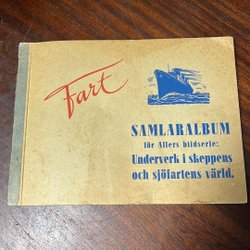 Fart
SAMLARALBUM
för Allers bildserie:
Underverk i skeppens
och sjöfartens värld.